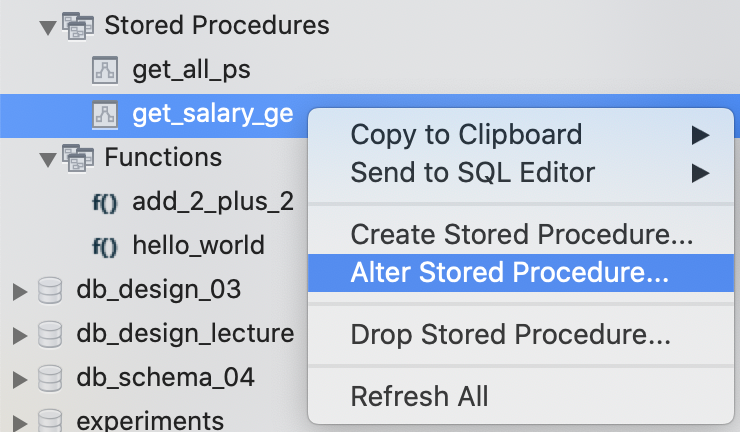 Stored Procedures
get_all_ps
get_salary_ge
Copy to Clipboard
Send to SQL Editor
Create Stored Procedure...
Alter Stored Procedure...
Drop Stored Procedure...
Refresh All
Functions
f() add_2_plus_2
f() hello_world
db_design_03
db_design_lecture
db_schema_04
experiments